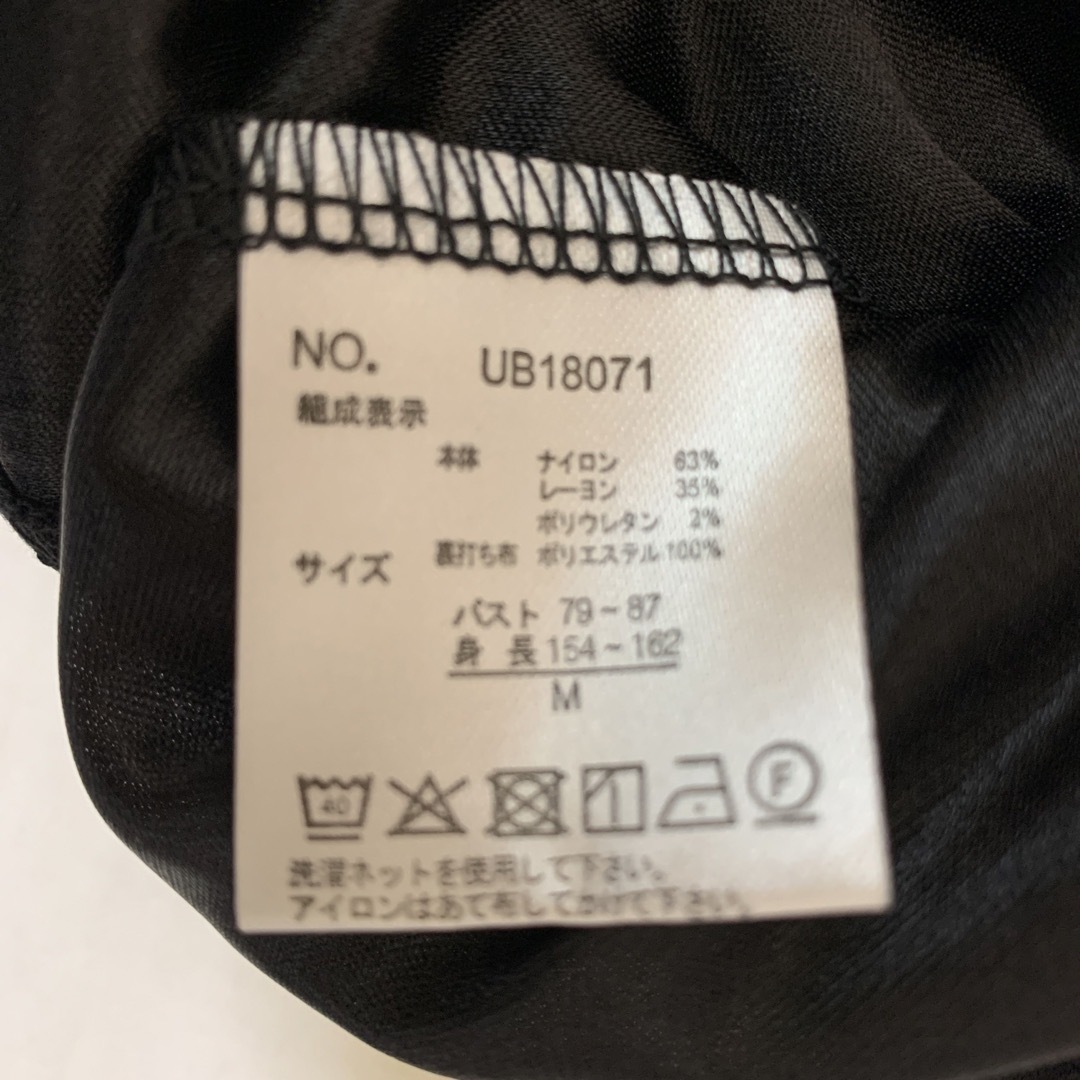 NO. UB18071
組成表示
本体 ナイロン 63%
レーヨン 35%
ポリウレタン 2%
裏打ち布 ポリエステル 100%
サイズ
バスト 79~87
身長 154~162
M
40 F
洗濯ネットを使用して下さい。
アイロンはあて布してかけて下さい。